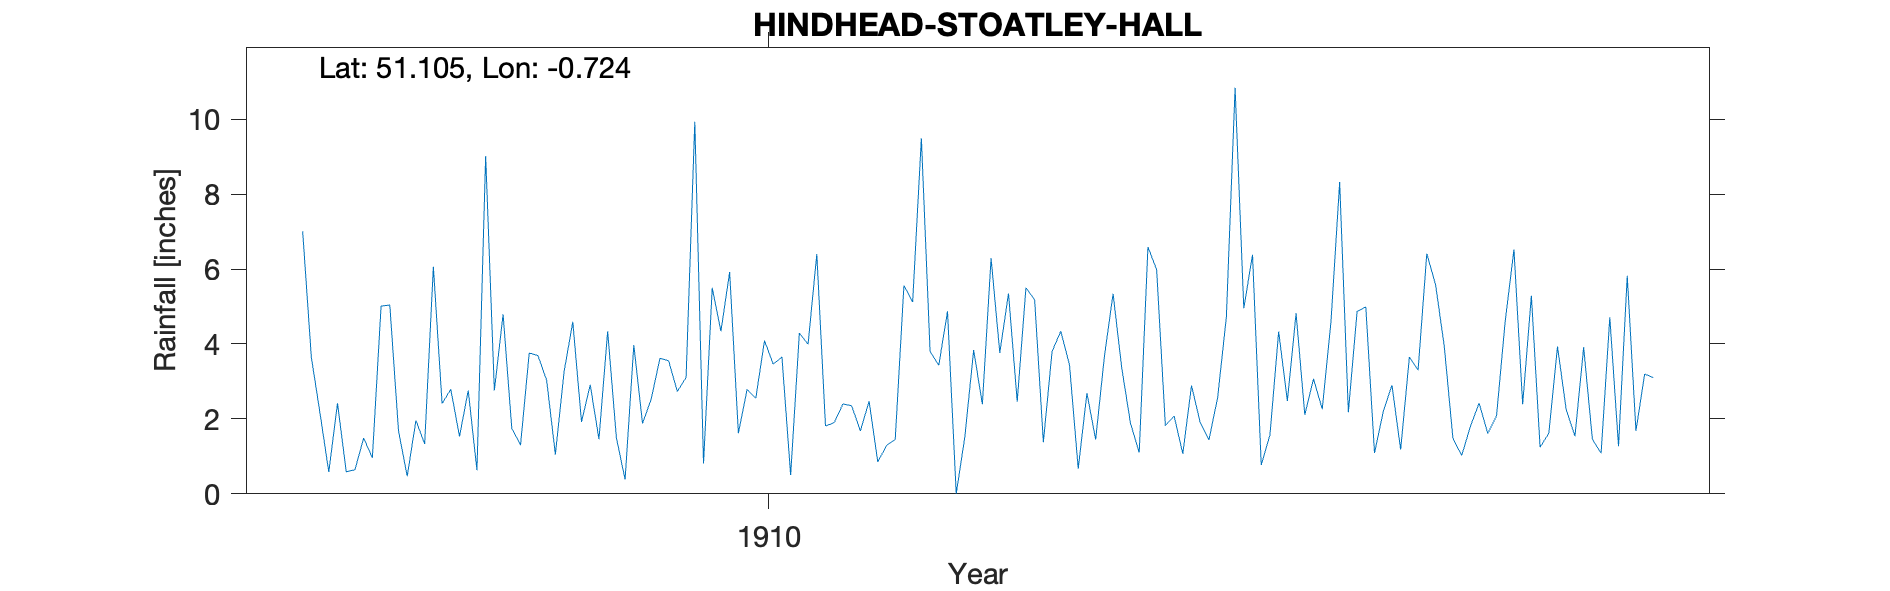 HINDHEAD-STOATLEY-HALL
Lat: 51.105, Lon: -0.724
10
8
6
4
2
0
Rainfall [inches]
1910
Year